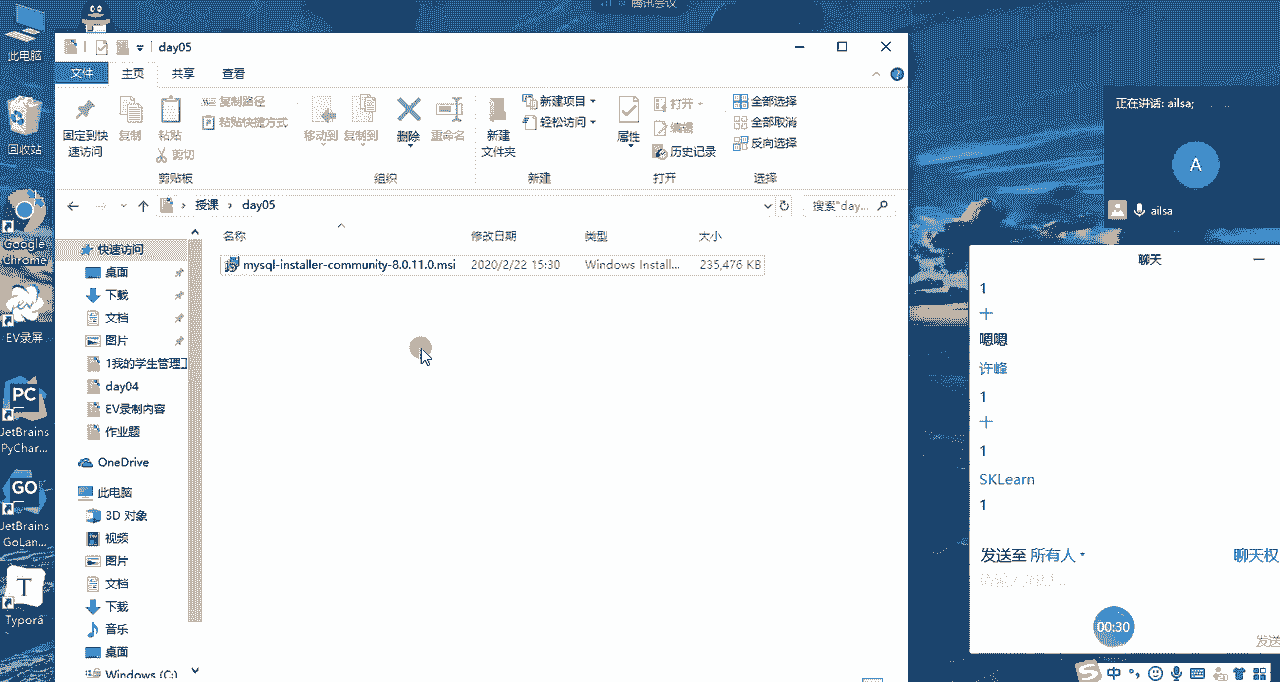 腾讯会议
此电脑
回收站
Google
Chrome
EV录屏
PC
JetBrains
PyChar...
GO
JetBrains
GoLan...
T
Typora
day05
文件 主页 共享 查看
固定到快
速访问
复制
粘贴
复制路径
粘贴快捷方式
剪切
剪贴板
移动到 复制到 删除 重命名
组织
新建
文件夹
新建项目
轻松访问
新建
属性
打开
编辑
历史记录
打开
全部选择
全部取消
反向选择
选择
授课 › day05
搜索"day...
名称 修改日期 类型 大小
mysql-installer-community-8.0.11.0.msi 2020/2/22 15:30 Windows Install... 235,476 KB
快速访问
桌面
下载
文档
图片
1我的学生管理
day04
EV录制内容
作业题
OneDrive
此电脑
3D 对象
视频
图片
文档
下载
音乐
桌面
Windows (C:)
正在讲话: ailsa;
A
ailsa
聊天
1
十
嗯嗯
许峰
1
十
1
SKLearn
1
发送至 所有人
聊天权
00:30
发送
中